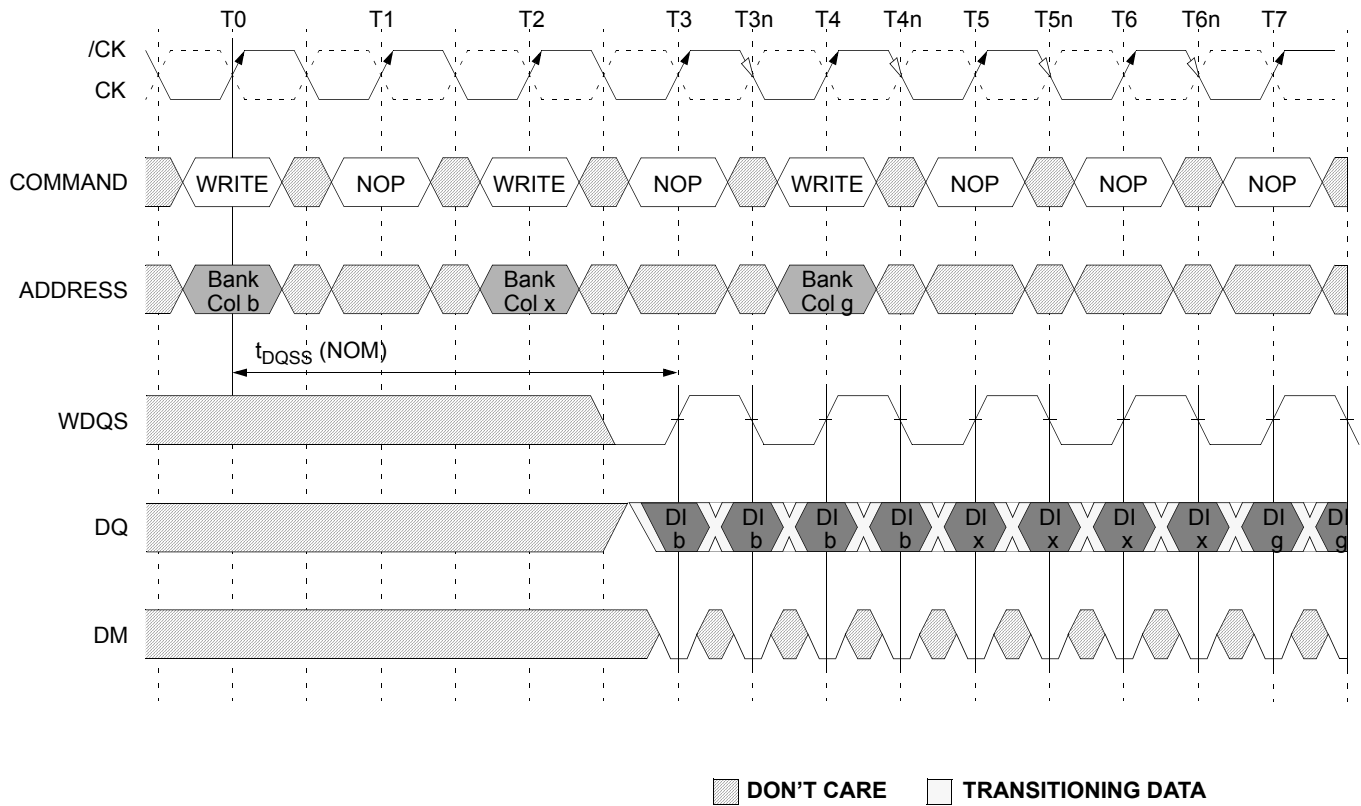 T0 T1 T2 T3 T3n T4 T4n T5 T5n T6 T6n T7
/CK
CK
COMMAND WRITE NOP WRITE NOP WRITE NOP NOP NOP
ADDRESS Bank Col b Bank Col x Bank Col g
tDQSS (NOM)
WDQS
DQ DI b DI b DI b DI b DI x DI x DI x DI x DI g DI g
DM
DON'T CARE TRANSITIONING DATA